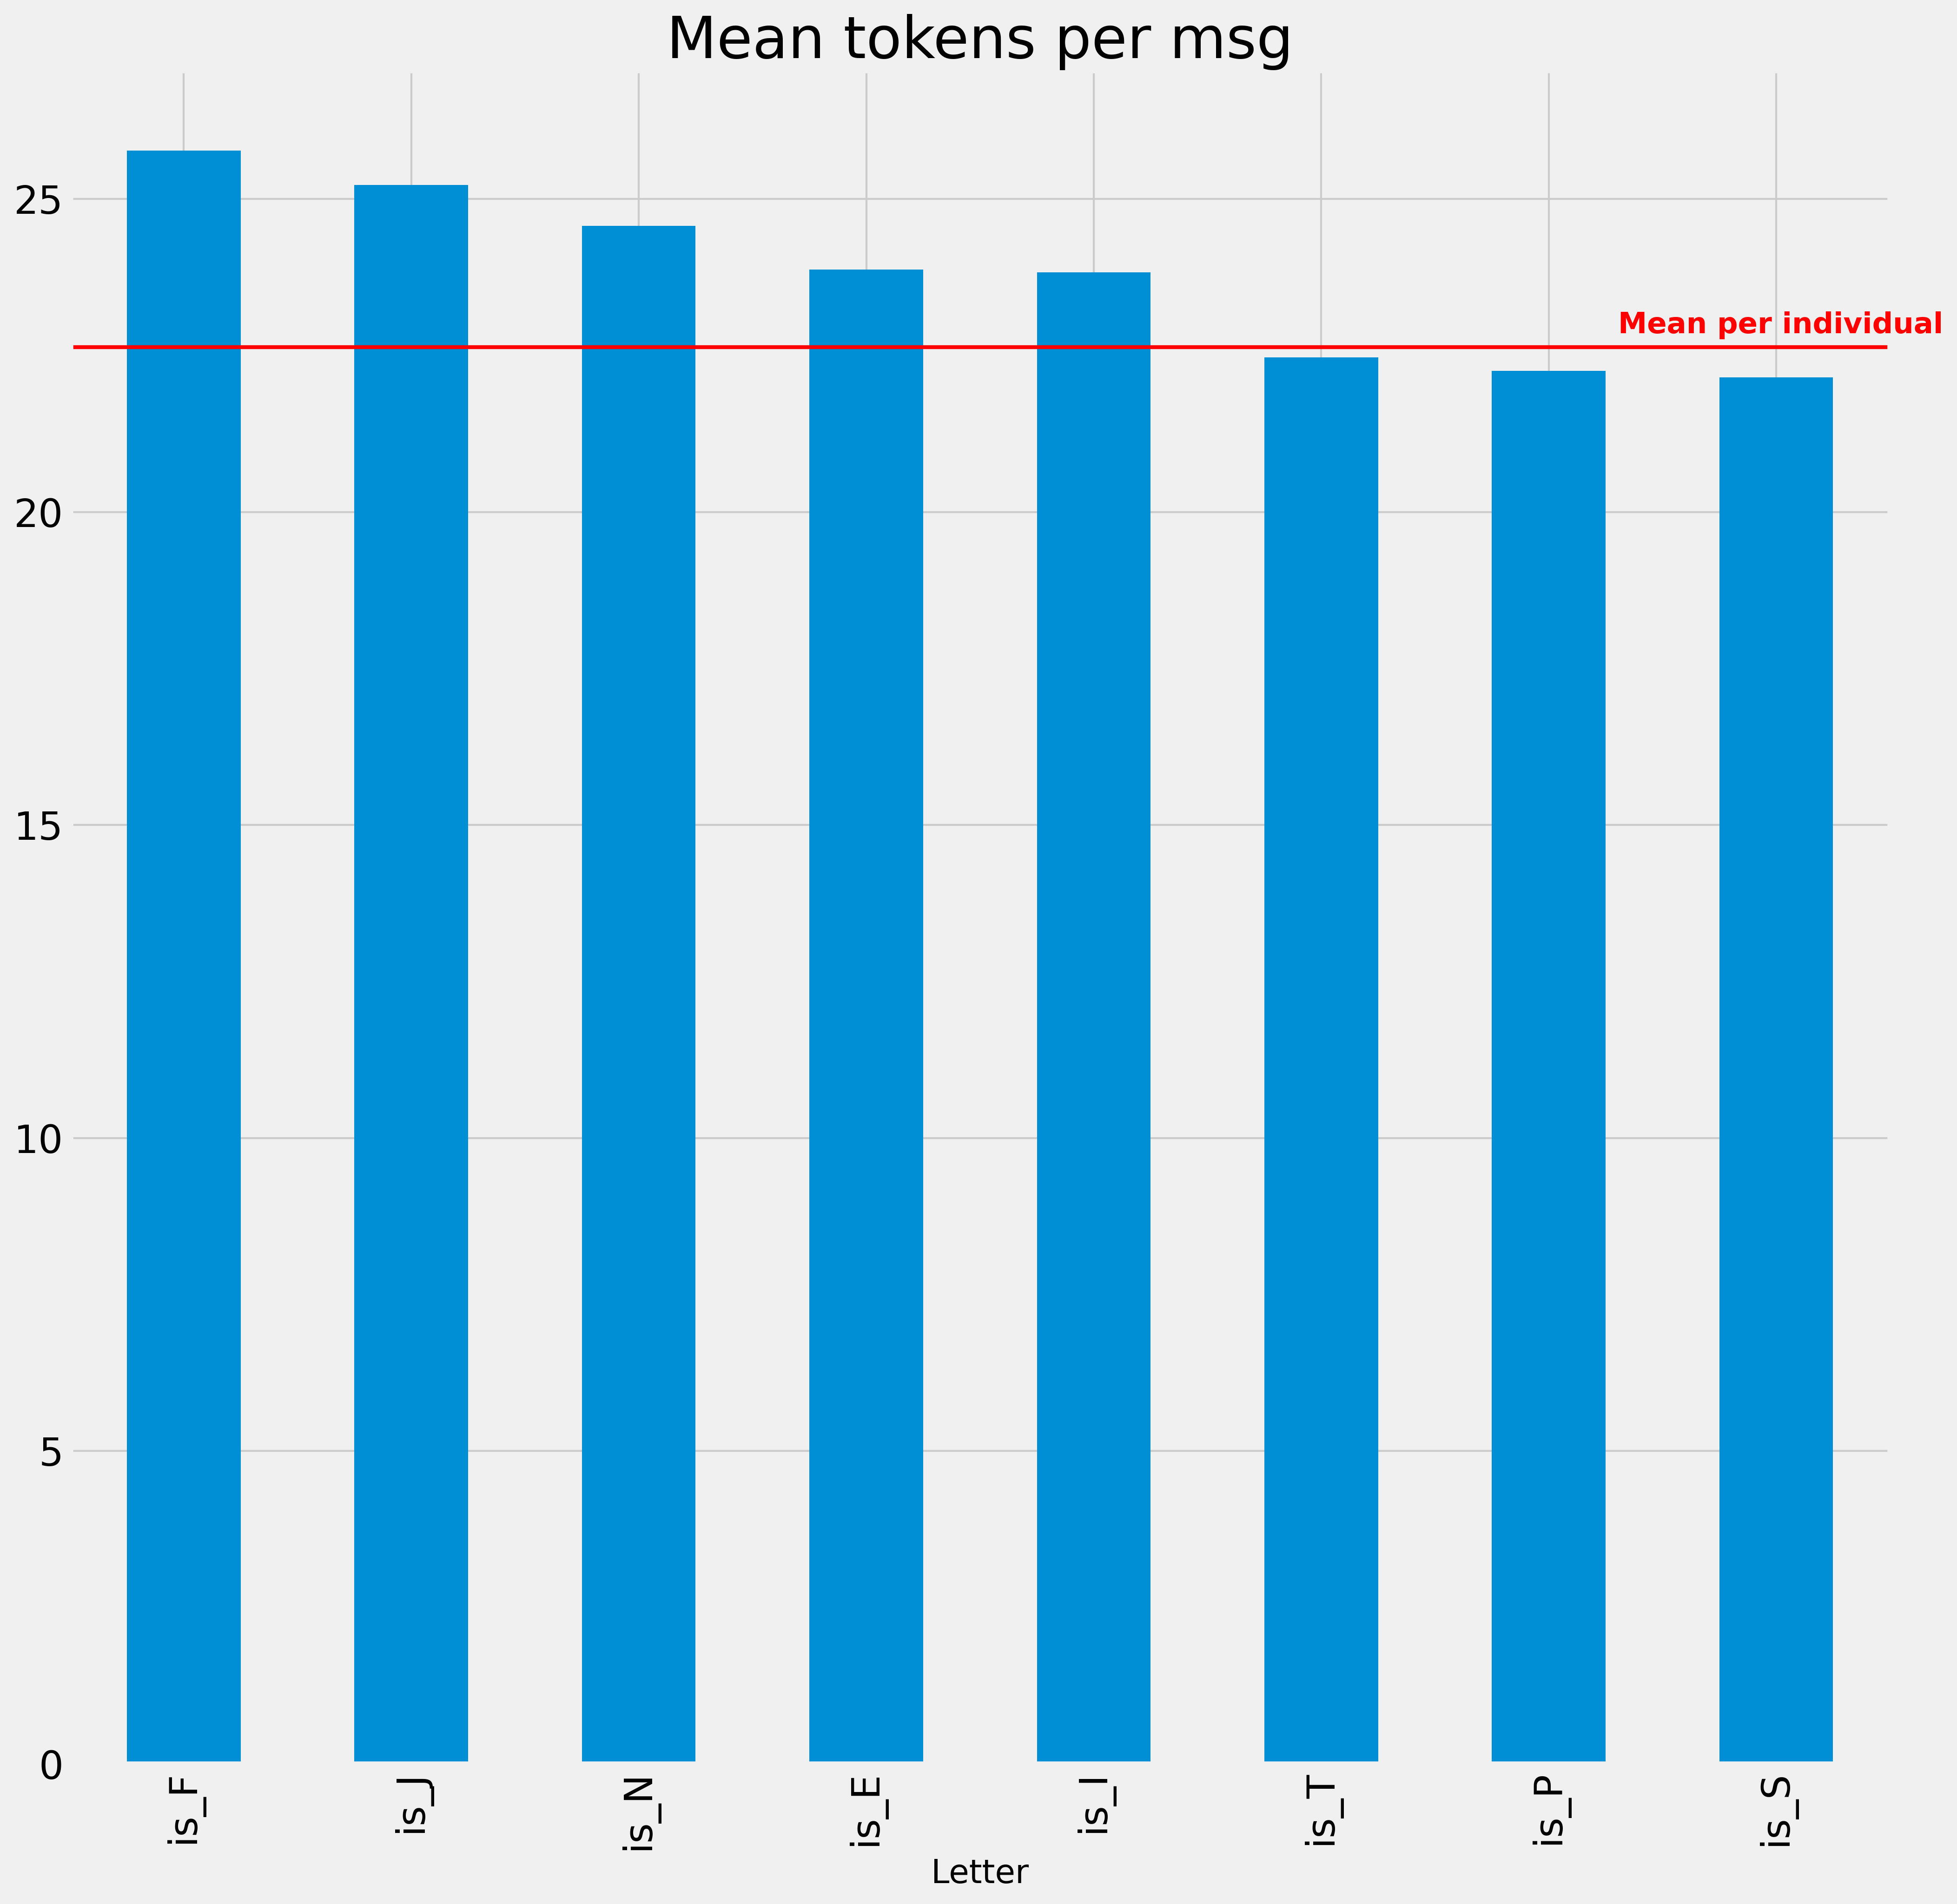 Mean tokens per msg
25
Mean per individual
20
15
10
5
0
is_F
is_J
is_N
is_E
is_I
is_T
is_P
is_S
Letter